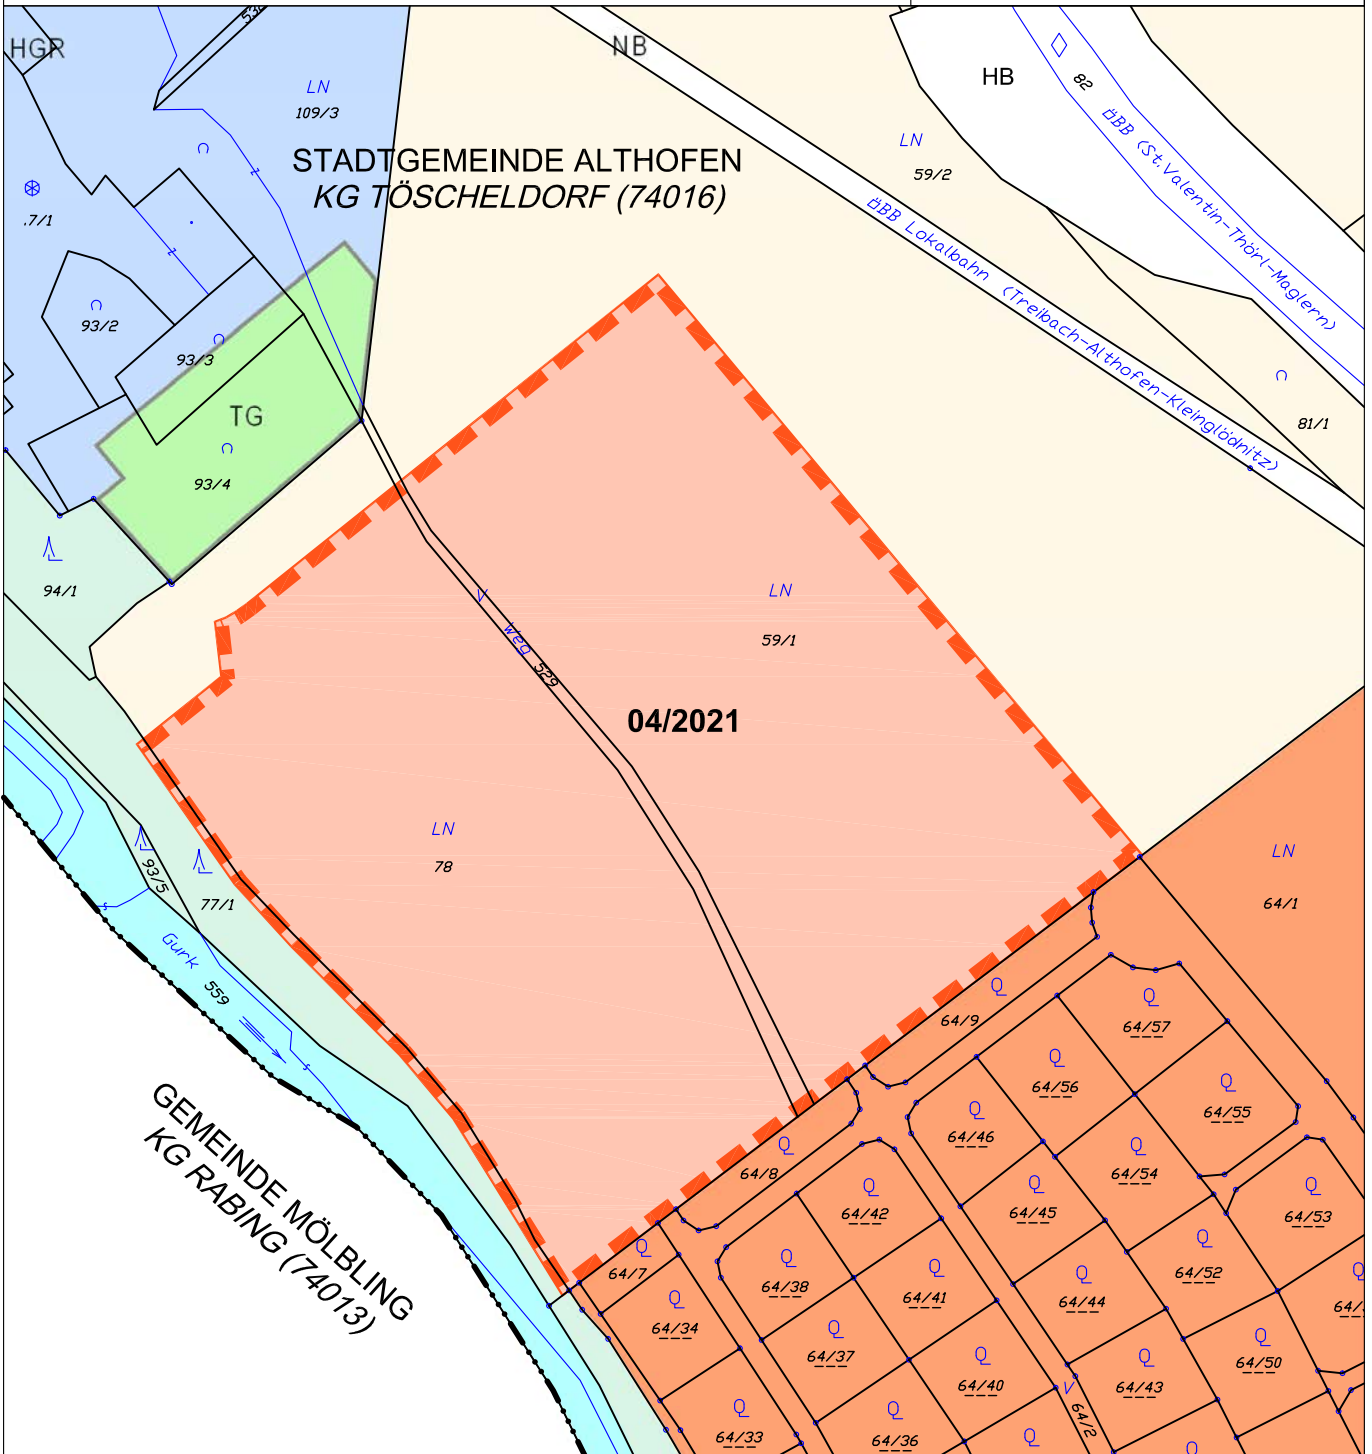 HGR
NB
HB
82
LN
109/3
ÖBB (St.Valentin-Thörl-Maglern)
STADTGEMEINDE ALTHOFEN
KG TÖSCHELDORF (74016)
LN
59/2
.7/1
ÖBB Lokalbahn (Treibach-Althofen-Kleinglödnitz)
93/2
93/3
TG
93/4
81/1
94/1
LN
59/1
V
Weg 529
04/2021
LN
78
LN
64/1
93/5
77/1
Gurk 559
GEMEINDE MÖLBLING
KG RABING (74013)
Q
64/9
Q
64/57
Q
64/56
Q
64/55
Q
64/46
Q
64/54
Q
64/8
Q
64/42
Q
64/45
Q
64/53
Q
64/7
Q
64/38
Q
64/41
Q
64/44
Q
64/52
Q
64/34
Q
64/37
Q
64/40
Q
64/43
Q
64/50
V
64/2
Q
64/33
Q
64/36
Q
Q
Q